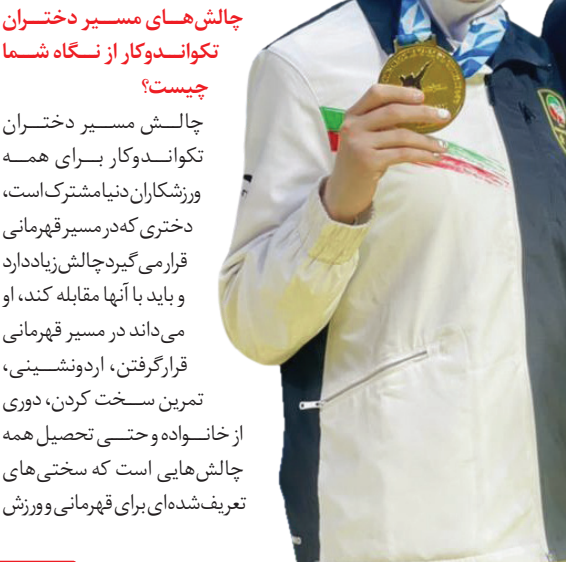 چالش‌های مسیر دختران
تکواندوکار از نگاه شما
چیست؟
چالش مسیر دختران
تکواندوکار برای همه
ورزشکاران دنیا مشترک است،
دختری که در مسیر قهرمانی
قرار می‌گیرد چالش زیاد دارد
و باید با آنها مقابله کند، او
می‌داند در مسیر قهرمانی
قرار گرفتن، اردونشینی،
تمرین سخت کردن، دوری
از خانواده و حتی تحصیل همه
چالش‌هایی است که سختی‌های
تعریف‌شده‌ای برای قهرمانی و ورزش